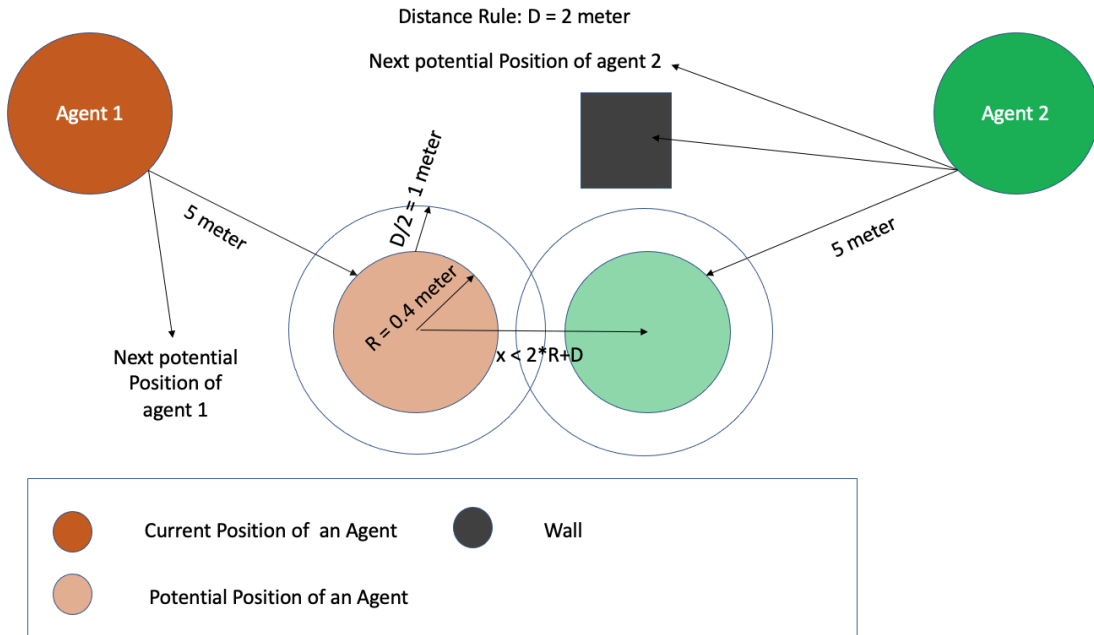 Distance Rule: D = 2 meter
Next potential Position of agent 2
Agent 1
Agent 2
5 meter
D/2 = 1 meter
5 meter
R = 0.4 meter
x < 2*R+D
Next potential
Position of
agent 1
Current Position of  an Agent
Wall
Potential Position of an Agent